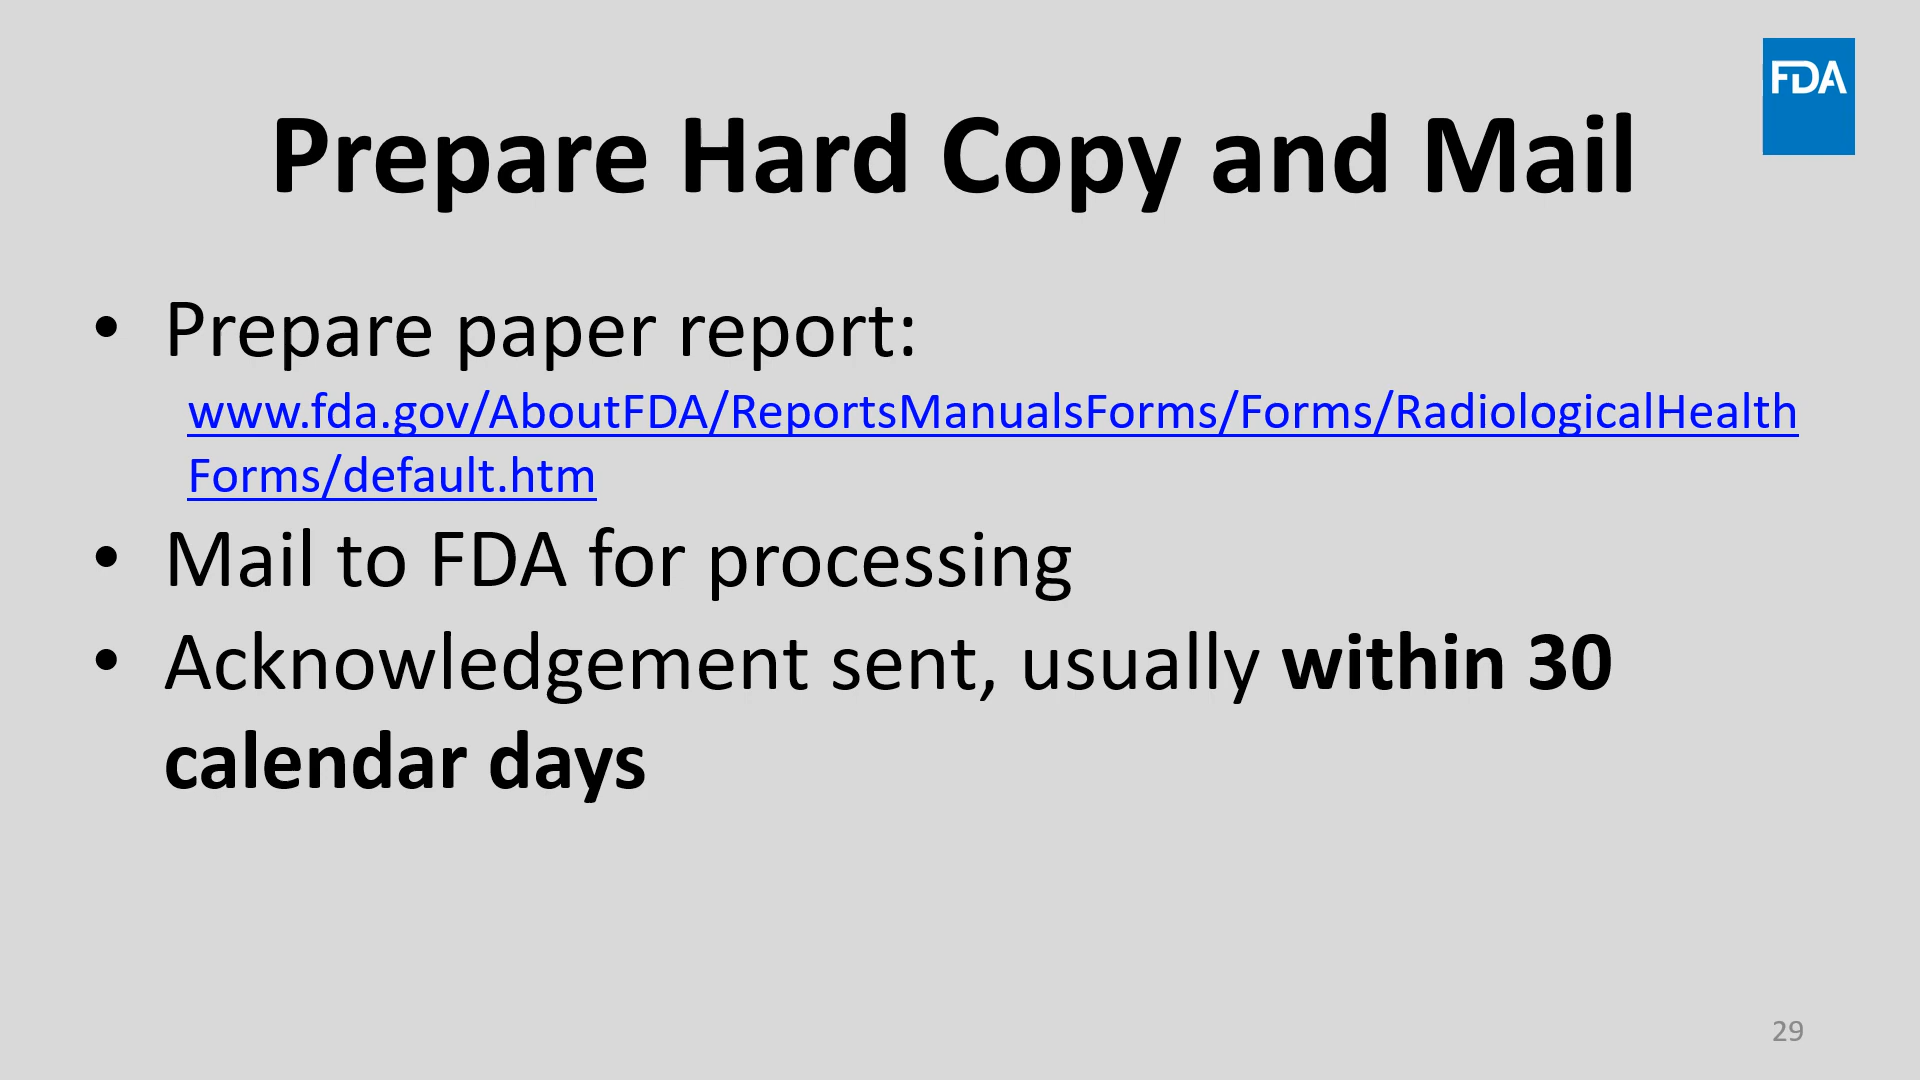 FDA
Prepare Hard Copy and Mail
• Prepare paper report:
www.fda.gov/AboutFDA/ReportsManualsForms/Forms/RadiologicalHealth
Forms/default.htm
• Mail to FDA for processing
• Acknowledgement sent, usually within 30
calendar days
29